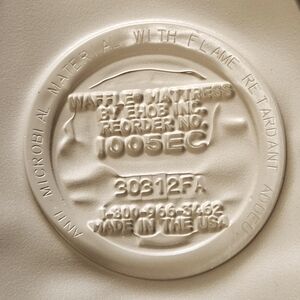 ANTI MICROBIAL MATERIAL WITH FLAME RETARDANT ADDED
WAFFLED MATTRESS
BY EHOB INC.
REORDER NO.
1005EC
30312FA
1-800-966-3462
MADE IN THE USA